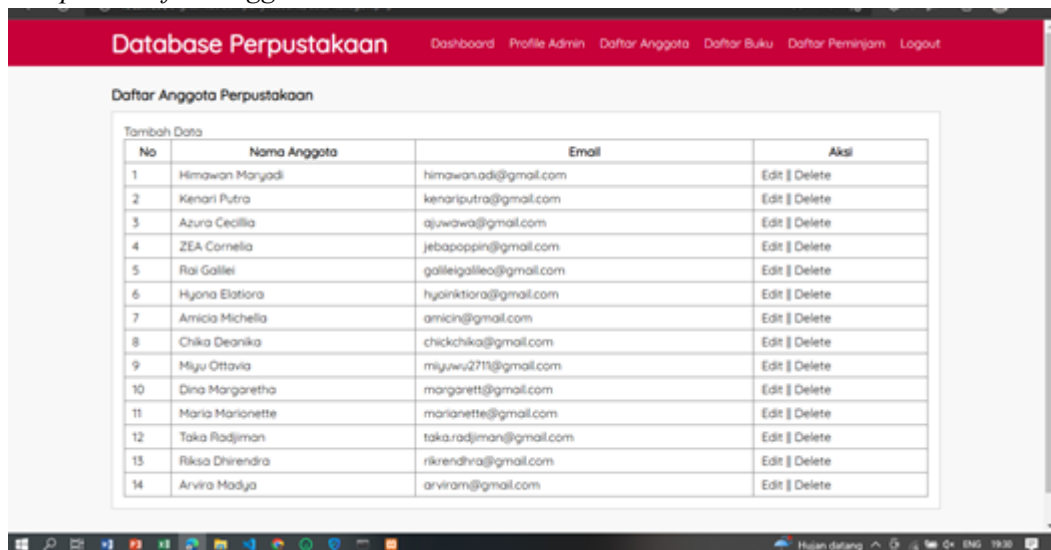 Database Perpustakaan Dashboard Profile Admin Daftar Anggota Daftar Buku Daftar Peminjam Logout
Daftar Anggota Perpustakaan
Tambah Data
No Nama Anggota Email Aksi
1 Himawan Maryadi himawan.adi@gmail.com Edit || Delete
2 Kenari Putra kenariputra@gmail.com Edit || Delete
3 Azura Cecillia ajuwawa@gmail.com Edit || Delete
4 ZEA Cornelia jebapoppin@gmail.com Edit || Delete
5 Rai Galilei galileigalileo@gmail.com Edit || Delete
6 Hyona Elatiora hyoinktiora@gmail.com Edit || Delete
7 Amicia Michella amicin@gmail.com Edit || Delete
8 Chika Deanika chickchika@gmail.com Edit || Delete
9 Miyu Ottavia miyuwu2711@gmail.com Edit || Delete
10 Dina Margaretha margarett@gmail.com Edit || Delete
11 Maria Marionette marianette@gmail.com Edit || Delete
12 Taka Radjiman taka.radjiman@gmail.com Edit || Delete
13 Riksa Dhirendra rikrendhra@gmail.com Edit || Delete
14 Arvira Madya arviram@gmail.com Edit || Delete
Hujan datang ENG 19:30